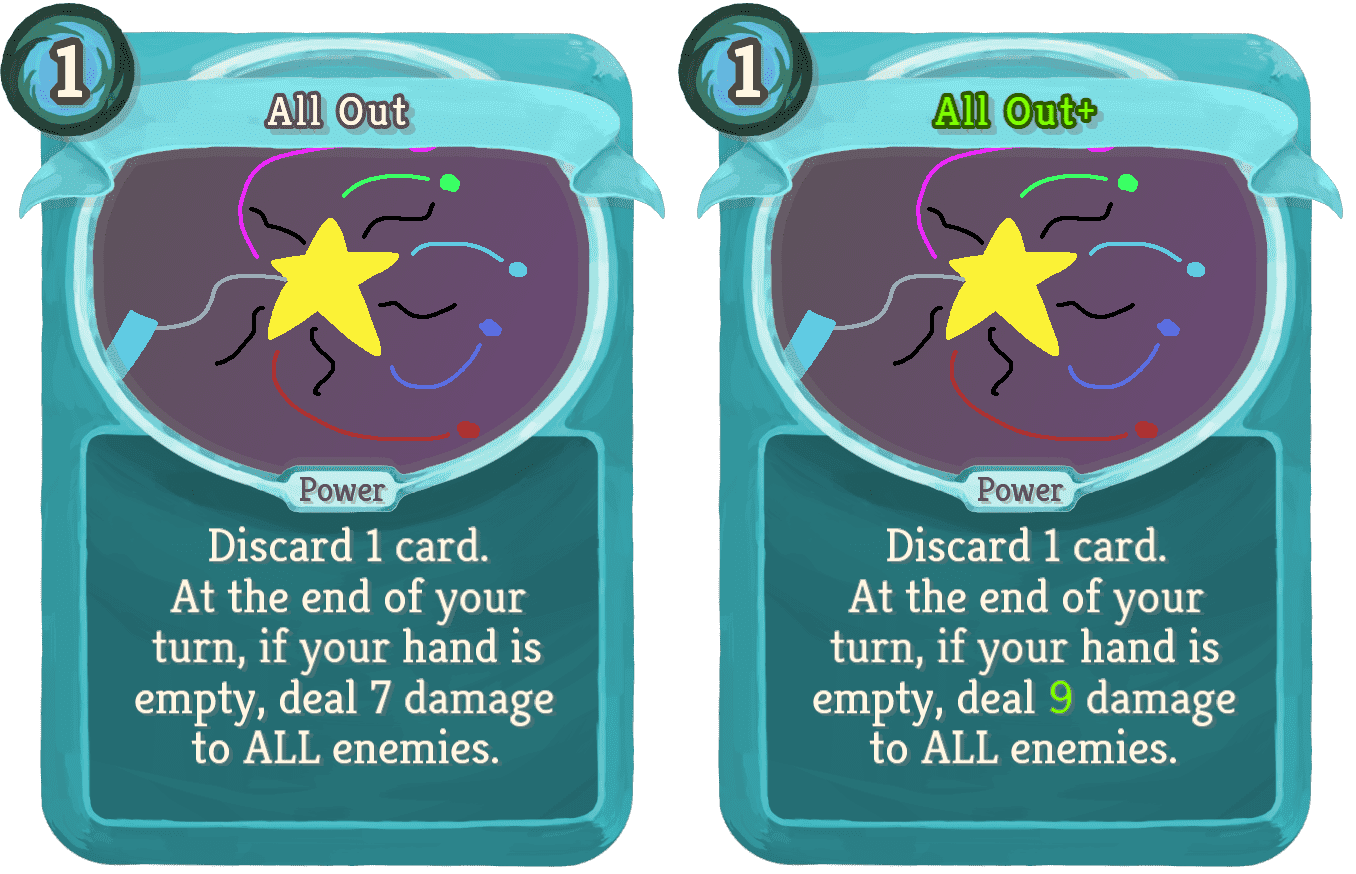 1
All Out
Power
Discard 1 card.
At the end of your
turn, if your hand is
empty, deal 7 damage
to ALL enemies.
1
All Out+
Power
Discard 1 card.
At the end of your
turn, if your hand is
empty, deal 9 damage
to ALL enemies.